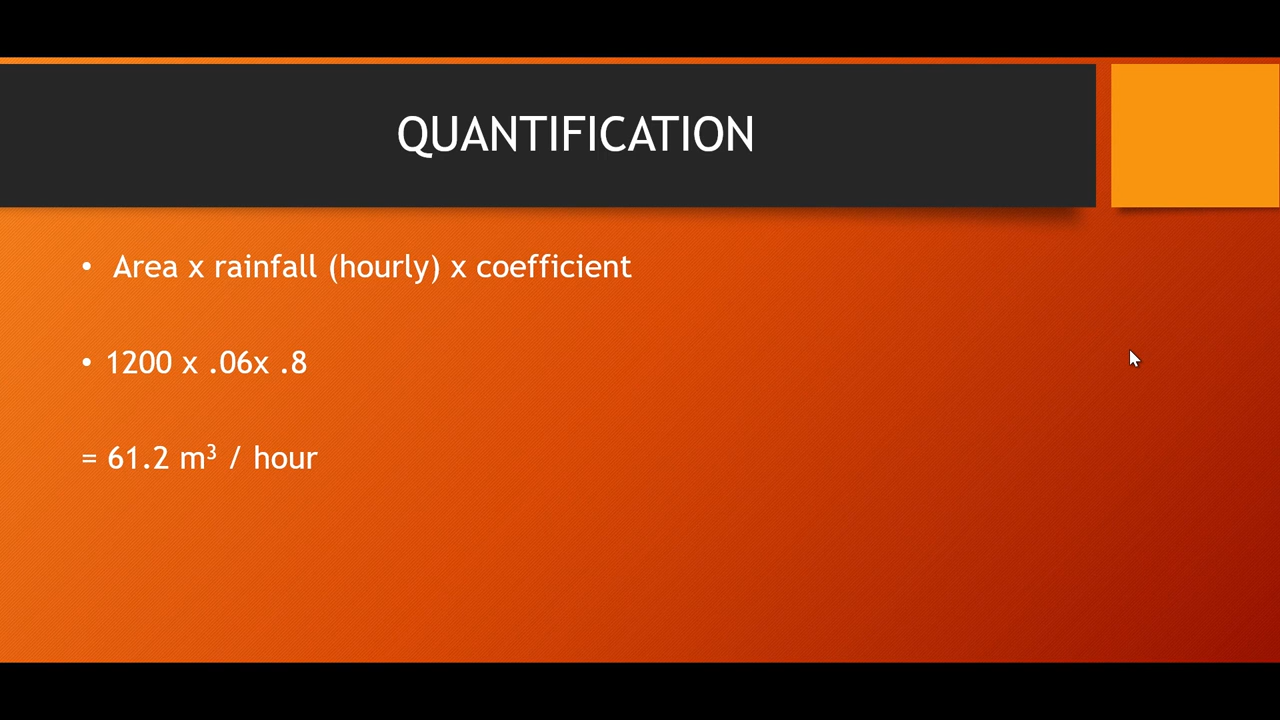 QUANTIFICATION
• Area x rainfall (hourly) x coefficient
• 1200 x .06x .8
= 61.2 m³ / hour